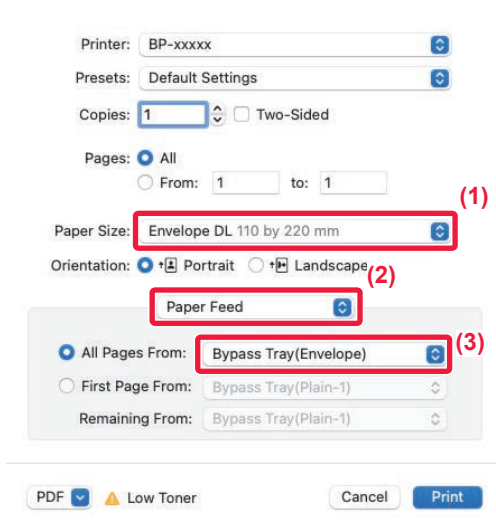 Printer: BP-xxxxx
Presets: Default Settings
Copies: 1 Two-Sided
Pages: All
From: 1 to: 1
(1)
Paper Size: Envelope DL 110 by 220 mm
Orientation: Portrait Landscape
(2)
Paper Feed
(3)
All Pages From: Bypass Tray(Envelope)
First Page From: Bypass Tray(Plain-1)
Remaining From: Bypass Tray(Plain-1)
PDF Low Toner Cancel Print